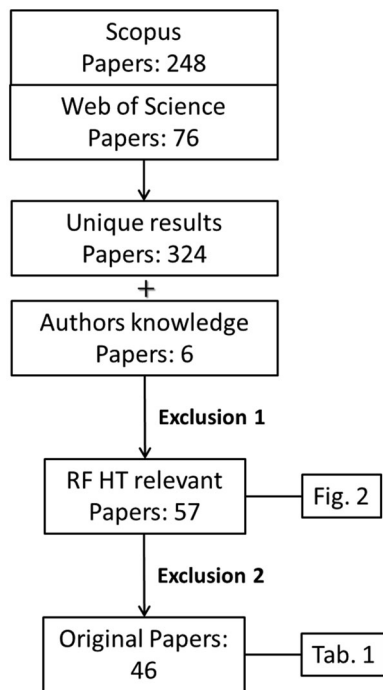 Scopus
Papers: 248
Web of Science
Papers: 76
Unique results
Papers: 324
+
Authors knowledge
Papers: 6
Exclusion 1
RF HT relevant
Papers: 57
Fig. 2
Exclusion 2
Original Papers:
46
Tab. 1